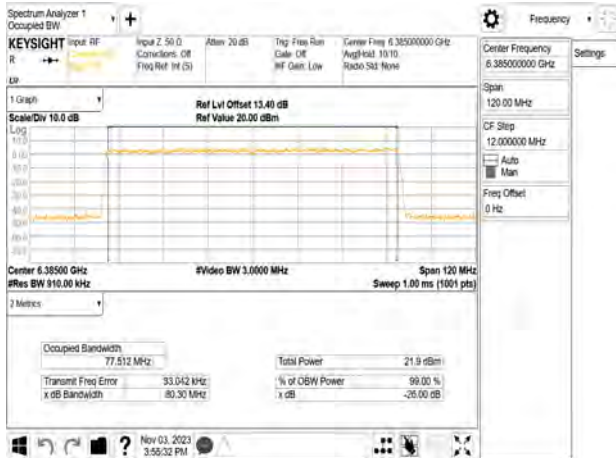 Spectrum Analyzer 1
Occupied BW
+
Frequency
Settings
KEYSIGHT
Input: RF
Input Z: 50 Ω
Corrections: Off
Freq Ref: Int (S)
Atten: 20 dB
Trig: Free Run
Gate: Off
#IF Gain: Low
Center Freq: 6.385000000 GHz
Avg|Hold: 10/10
Radio Std: None
R
Center Frequency
6.385000000 GHz
Span
120.00 MHz
CF Step
12.000000 MHz
Auto
Man
Freq Offset
0 Hz
1 Graph
Scale/Div 10.0 dB
Ref Lvl Offset 13.40 dB
Ref Value 20.00 dBm
Log
10.0
0.00
Center 6.38500 GHz
#Video BW 3.0000 MHz
Span 120 MHz
#Res BW 910.00 kHz
Sweep 1.00 ms (1001 pts)
2 Metrics
Occupied Bandwidth
77.512 MHz
Total Power
21.9 dBm
Transmit Freq Error
93.042 kHz
% of OBW Power
99.00 %
x dB Bandwidth
80.30 MHz
x dB
-26.00 dB
?
Nov 03, 2023
3:55:32 PM